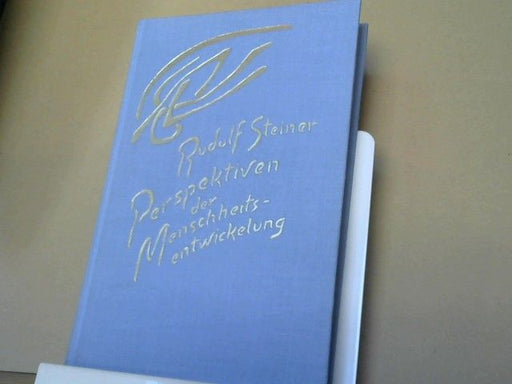 Rudolf Steiner
Perspektiven
der
Menschheits-
entwickelung